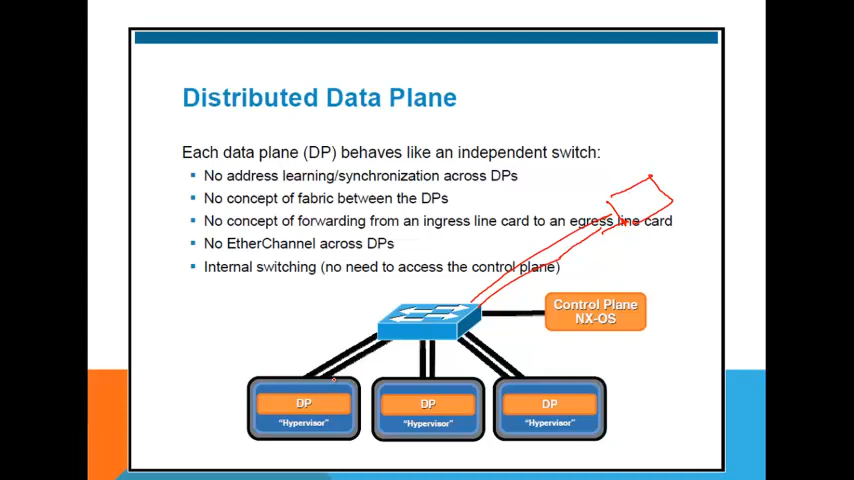 Distributed Data Plane
Each data plane (DP) behaves like an independent switch:
No address learning/synchronization across DPs
No concept of fabric between the DPs
No concept of forwarding from an ingress line card to an egress line card
No EtherChannel across DPs
Internal switching (no need to access the control plane)
Control Plane
NX-OS
DP
"Hypervisor"
DP
"Hypervisor"
DP
"Hypervisor"